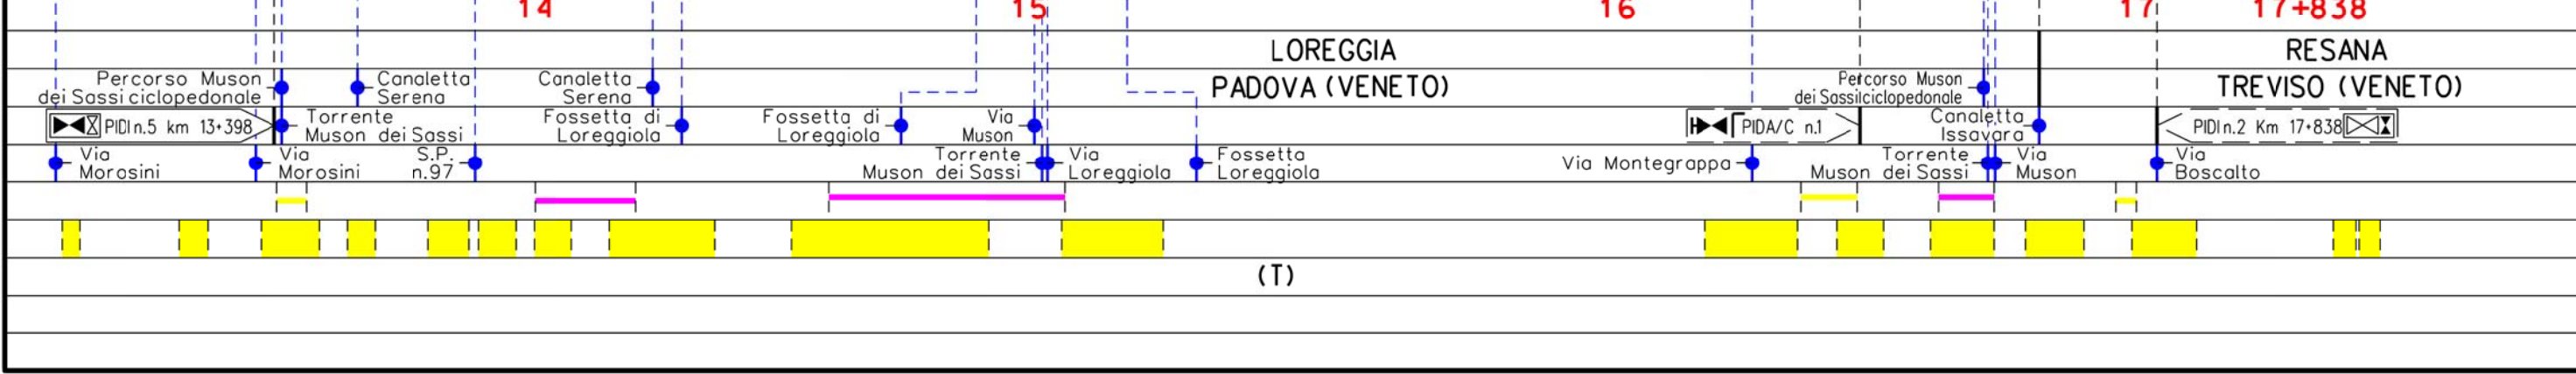 14 15 16 17 17+838
LOREGGIA RESANA
PADOVA (VENETO) TREVISO (VENETO)
Percorso Muson
dei Sassi ciclopedonale
Canaletta
Serena
Canaletta
Serena
Percorso Muson
dei Sassi ciclopedonale
PIDI n.5 km 13+398
Torrente
Muson dei Sassi
Fossetta di
Loreggiola
Fossetta di
Loreggiola
Via
Muson
PIDA/C n.1
Canaletta
Issavara
PIDI n.2 Km 17+838
Via
Morosini
Via
Morosini
S.P.
n.97
Torrente
Muson dei Sassi
Via
Loreggiola
Fossetta
Loreggiola
Via Montegrappa
Torrente
Muson dei Sassi
Via
Muson
Via
Boscalto
(T)